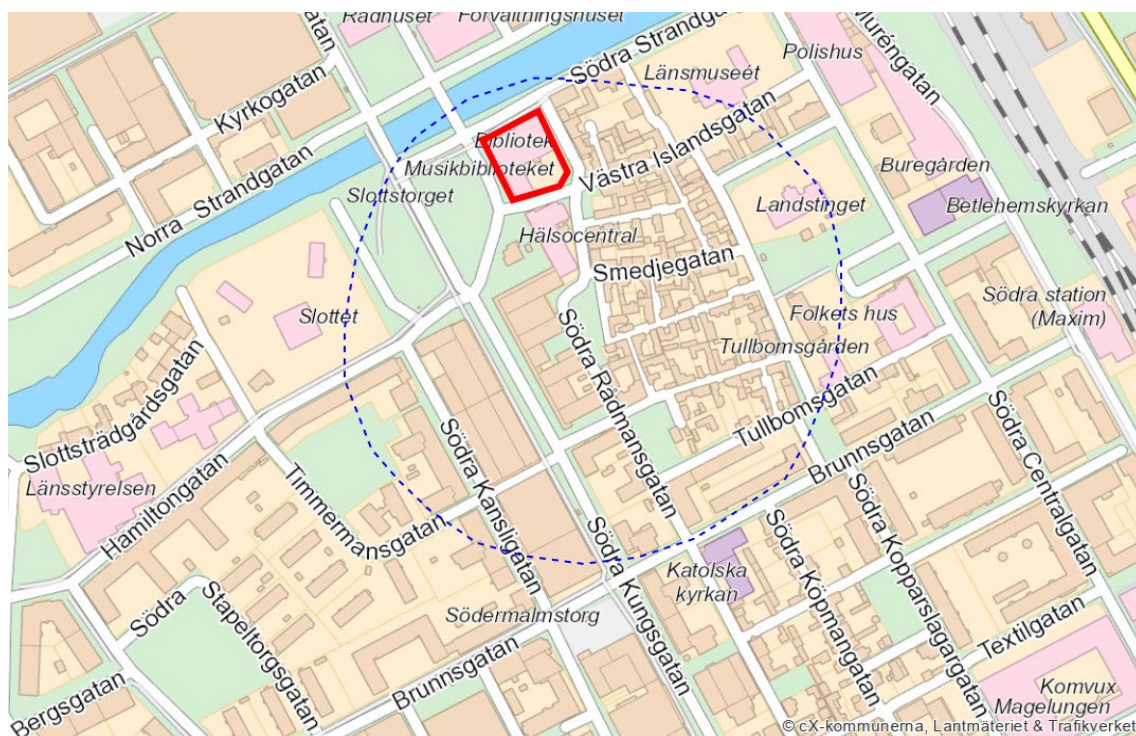 Rådhuset
Förvaltningshuset
Södra Strandgatan
Kyrkogatan
Länsmuseét
Polishus
Muréngatan
Bibliotek
Musikbiblioteket
Västra Islandsgatan
Buregården
Norra Strandgatan
Slottstorget
Landstinget
Betlehemskyrkan
Hälsocentral
Smedjegatan
Slottet
Folkets hus
Södra station
(Maxim)
Tullbomsgården
Södra Rådmansgatan
Slottsträdgårdsgatan
Tullbomsgatan
Södra Kansligatan
Brunnsgatan
Länsstyrelsen
Hamiltongatan
Timmermansgatan
Södra Centralgatan
Södra Kungsgatan
Södra Kopparslagargatan
Södra Köpmangatan
Katolska
kyrkan
Södermalmstorg
Södra
Stapeltorgsgatan
Textilgatan
Brunnsgatan
Bergsgatan
Komvux
Magelungen
© cX-kommunerna, Lantmäteriet & Trafikverket